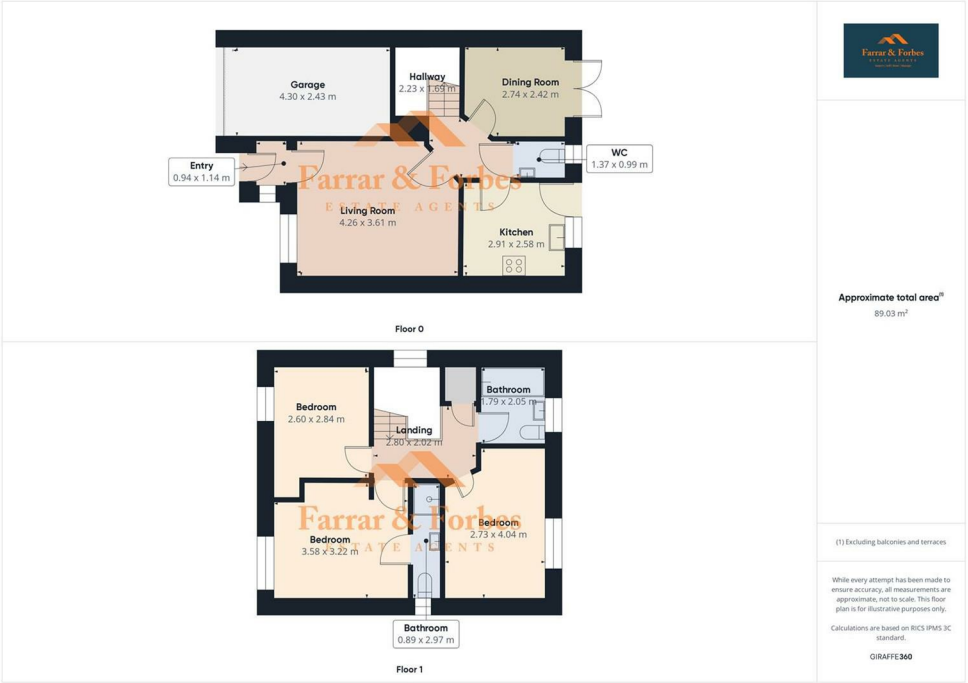 Garage
4.30 x 2.43 m
Hallway
2.23 x 1.69 m
Dining Room
2.74 x 2.42 m
WC
1.37 x 0.99 m
Entry
0.94 x 1.14 m
Farrar & Forbes
ESTATE AGENTS
Living Room
4.26 x 3.61 m
Kitchen
2.91 x 2.58 m
Floor 0
Bedroom
2.60 x 2.84 m
Landing
2.80 x 2.02 m
Bathroom
1.79 x 2.05 m
Farrar & Forbes
ESTATE AGENTS
Bedroom
3.58 x 3.22 m
Bedroom
2.73 x 4.04 m
Bathroom
0.89 x 2.97 m
Floor 1
Farrar & Forbes
ESTATE AGENTS
Approximate total area(1)
89.03 m²
(1) Excluding balconies and terraces
While every attempt has been made to
ensure accuracy, all measurements are
approximate, not to scale. This floor
plan is for illustrative purposes only.
Calculations are based on RICS IPMS 3C
standard.
GIRAFFE360